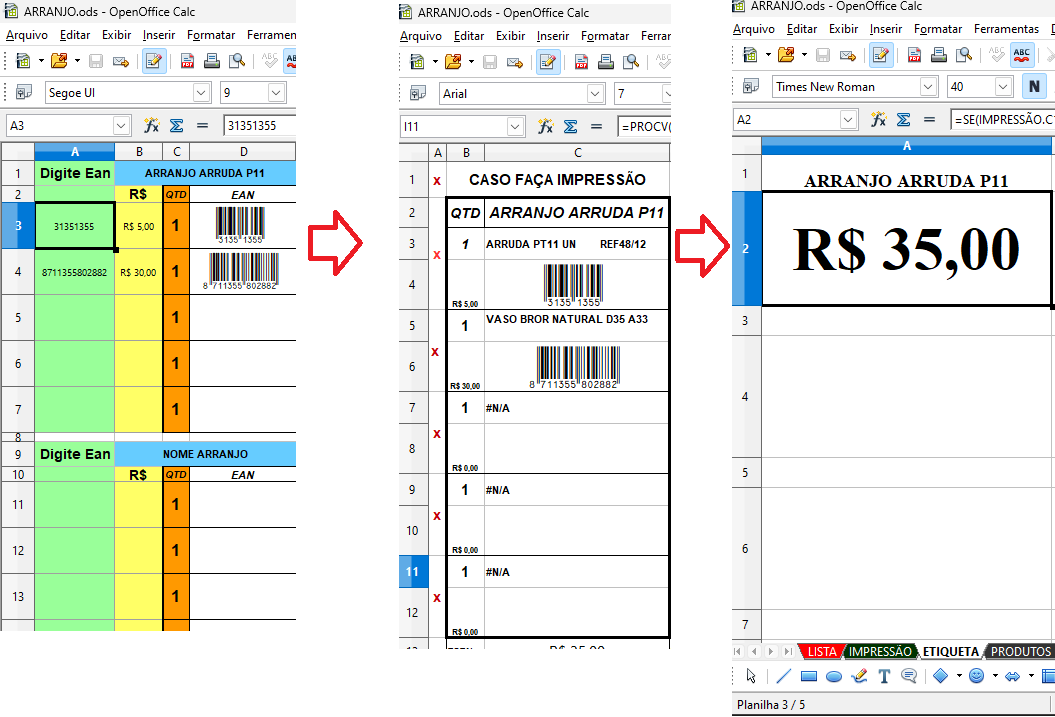 ARRANJO.ods - OpenOffice Calc
Arquivo Editar Exibir Inserir Formatar Ferramen
Segoe UI 9
A3 31351355
A B C D
1 Digite Ean ARRANJO ARRUDA P11
2 R$ QTD EAN
3 31351355 R$ 5,00 1 3135 1355
4 8711355802882 R$ 30,00 1 8 711355 802882
5 1
6 1
7 1
8
9 Digite Ean NOME ARRANJO
10 R$ QTD EAN
11 1
12 1
13 1
ARRANJO.ods - OpenOffice Calc
Arquivo Editar Exibir Inserir Formatar Ferrar
Arial 7
I11 =PROCV(
A B C
1 X CASO FAÇA IMPRESSÃO
2 QTD ARRANJO ARRUDA P11
3 1 ARRUDA PT11 UN REF48/12
X
4 R$ 5,00 3135 1355
5 1 VASO BROR NATURAL D35 A33
X
6 R$ 30,00 8 711355 802882
7 1 #N/A
X
8 R$ 0,00
9 1 #N/A
X
10 R$ 0,00
11 1 #N/A
X
12 R$ 0,00
ARRANJO.ods - OpenOffice Calc
Arquivo Editar Exibir Inserir Formatar Ferramentas
ABC
Times New Roman 40 N
A2 =SE(IMPRESSÃO.C1
A
1 ARRANJO ARRUDA P11
2 R$ 35,00
3
4
5
6
7
LISTA IMPRESSÃO ETIQUETA PRODUTOS
Planilha 3 / 5